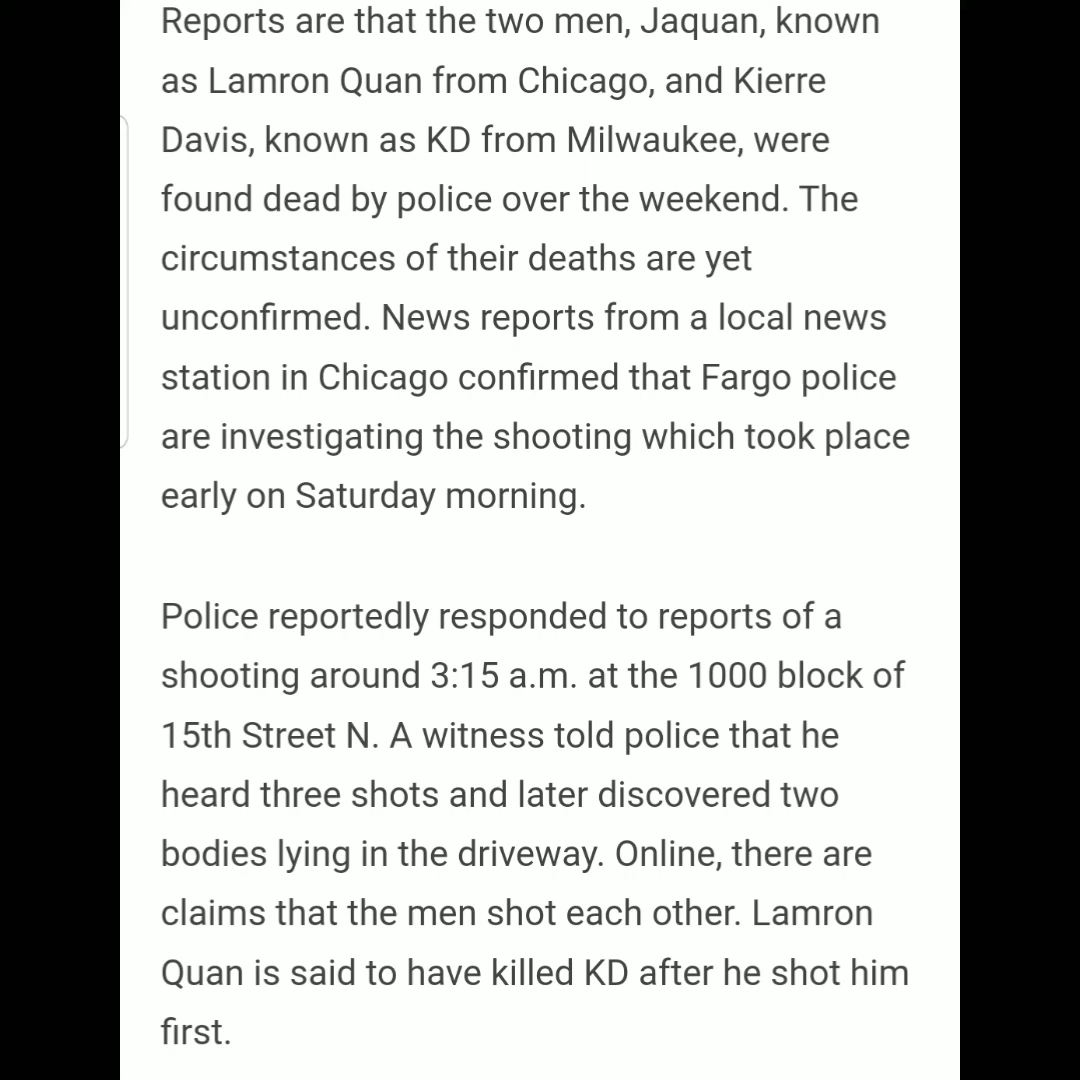 Reports are that the two men, Jaquan, known
as Lamron Quan from Chicago, and Kierre
Davis, known as KD from Milwaukee, were
found dead by police over the weekend. The
circumstances of their deaths are yet
unconfirmed. News reports from a local news
station in Chicago confirmed that Fargo police
are investigating the shooting which took place
early on Saturday morning.
Police reportedly responded to reports of a
shooting around 3:15 a.m. at the 1000 block of
15th Street N. A witness told police that he
heard three shots and later discovered two
bodies lying in the driveway. Online, there are
claims that the men shot each other. Lamron
Quan is said to have killed KD after he shot him
first.